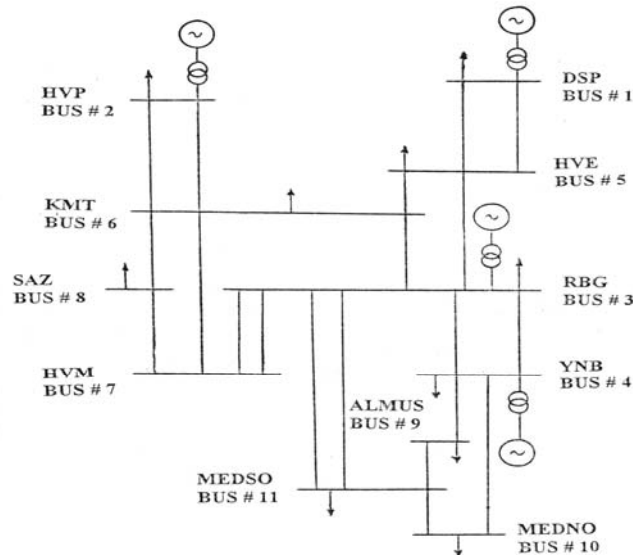 HVP
BUS # 2
DSP
BUS # 1
HVE
BUS # 5
KMT
BUS # 6
SAZ
BUS # 8
RBG
BUS # 3
HVM
BUS # 7
YNB
BUS # 4
ALMUS
BUS # 9
MEDSO
BUS # 11
MEDNO
BUS # 10